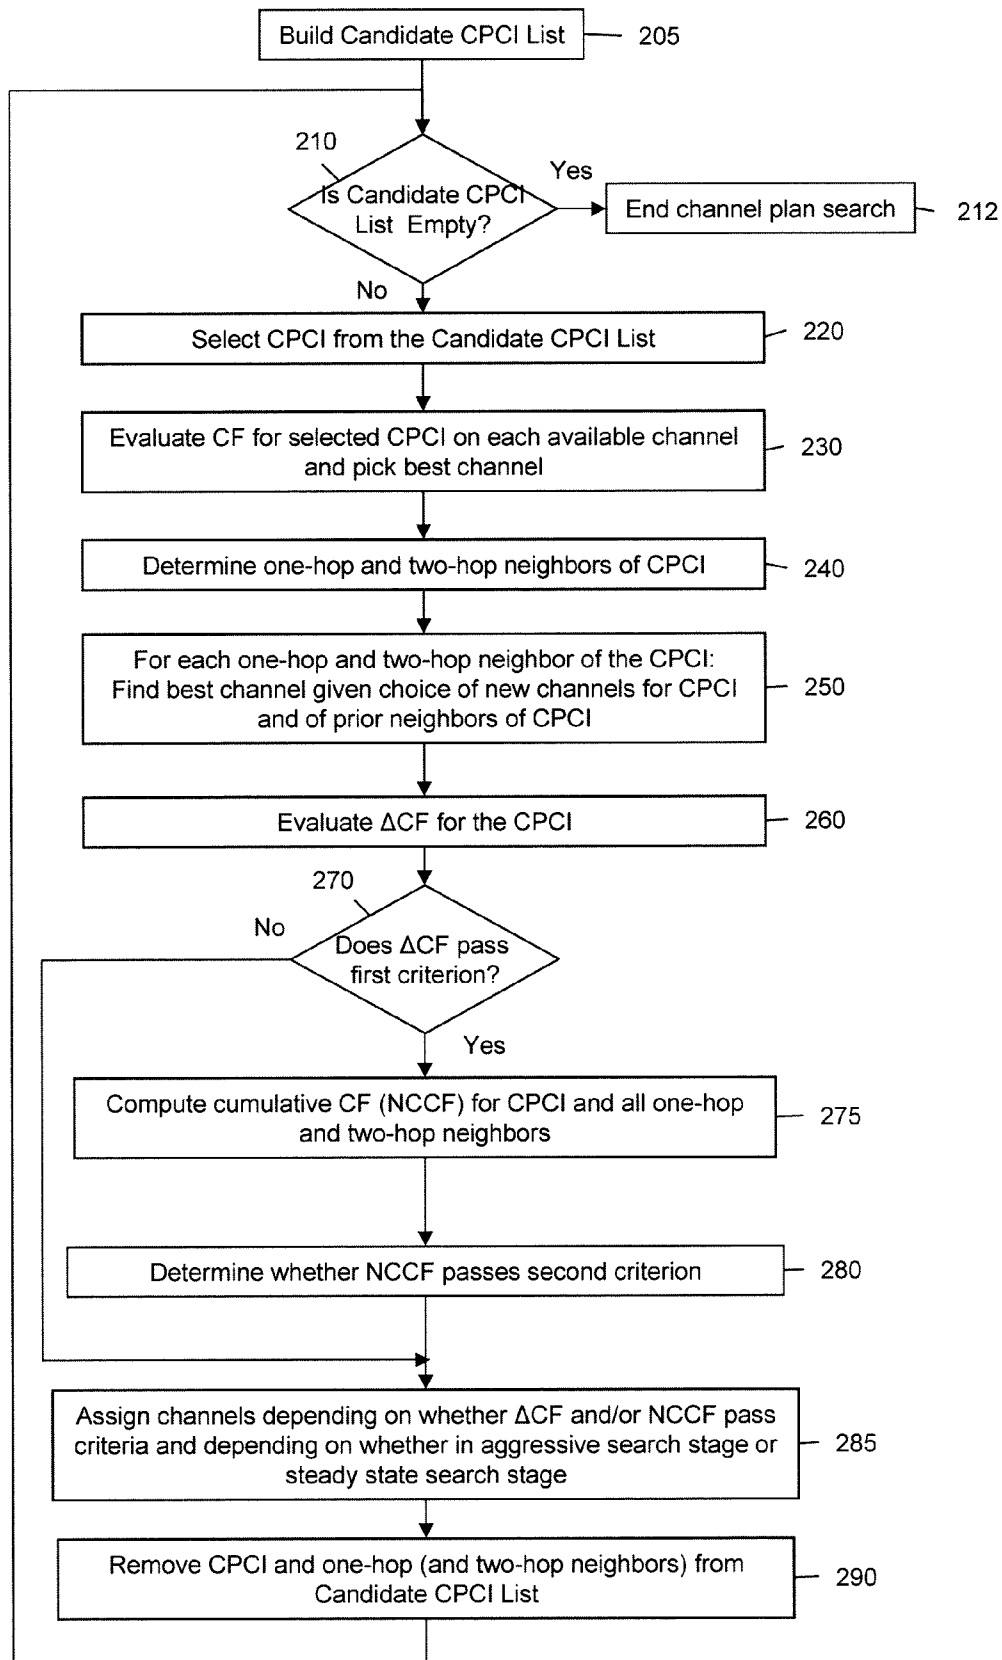 Build Candidate CPCI List
205
210
Is Candidate CPCI
List Empty?
Yes
End channel plan search
212
No
Select CPCI from the Candidate CPCI List
220
Evaluate CF for selected CPCI on each available channel
and pick best channel
230
Determine one-hop and two-hop neighbors of CPCI
240
For each one-hop and two-hop neighbor of the CPCI:
Find best channel given choice of new channels for CPCI
and of prior neighbors of CPCI
250
Evaluate ΔCF for the CPCI
260
270
No
Does ΔCF pass
first criterion?
Yes
Compute cumulative CF (NCCF) for CPCI and all one-hop
and two-hop neighbors
275
Determine whether NCCF passes second criterion
280
Assign channels depending on whether ΔCF and/or NCCF pass
criteria and depending on whether in aggressive search stage or
steady state search stage
285
Remove CPCI and one-hop (and two-hop neighbors) from
Candidate CPCI List
290